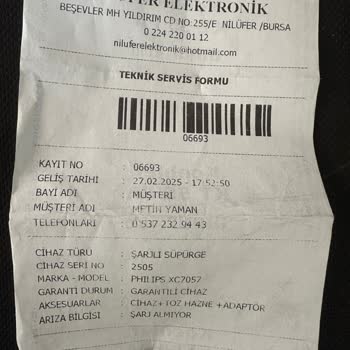 ELEKTRONİK
BEŞEVLER MH YILDIRIM CD NO:255/E NİLÜFER /BURSA
0 224 220 01 12
niluferelektronik@hotmail.com
TEKNİK SERVİS FORMU
06693
KAYIT NO : 06693
GELİŞ TARİHİ : 27.02.2025 - 17:52:50
BAYİ ADI : MÜŞTERİ
MÜŞTERİ ADI : METİN YAMAN
TELEFONLARI : 0 537 232 94 43
CİHAZ TÜRÜ : ŞARJLI SÜPÜRGE
CİHAZ SERİ NO : 2505
MARKA - MODEL : PHILIPS XC7057
GARANTİ DURUM : GARANTİLİ CİHAZ
AKSESUARLAR : CİHAZ+TOZ HAZNE +ADAPTÖR
ARIZA BİLGİSİ : ŞARJ ALMIYOR